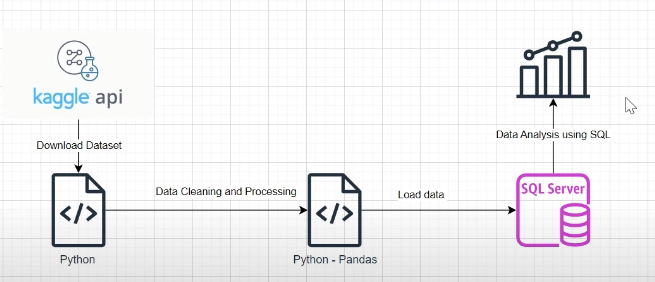 kaggle api
Download Dataset
Data Cleaning and Processing
Load data
Data Analysis using SQL
SQL Server
Python
Python - Pandas